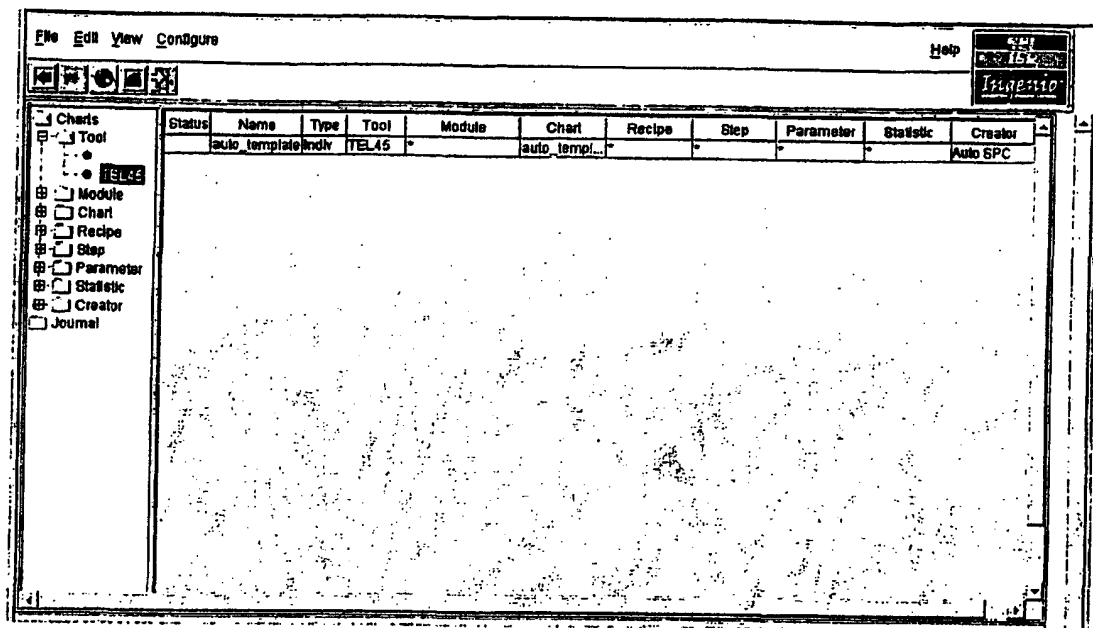 File Edit View Configure
Help
Ingenio
Charts
Tool
*
TEL45
Module
Chart
Recipe
Step
Parameter
Statistic
Creator
Journal
Status Name Type Tool Module Chart Recipe Step Parameter Statistic Creator
auto_template Indiv TEL45 * auto_templ... * * * * Auto SPC